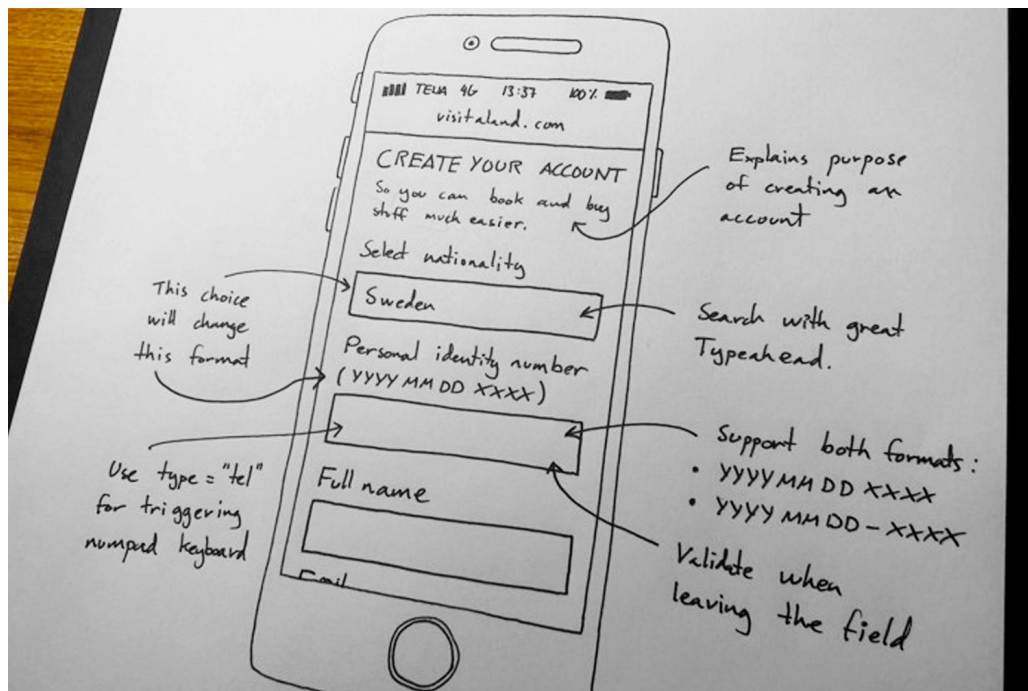 TELIA 4G 13:37 100%
visitaland.com
CREATE YOUR ACCOUNT
So you can book and buy
stuff much easier.
Explains purpose
of creating an
account
Select nationality
Sweden
This choice
will change
this format
Search with great
Typeahead.
Personal identity number
(YYYY MM DD XXXX)
Support both formats:
• YYYY MM DD XXXX
• YYYY MM DD - XXXX
Use type="tel"
for triggering
numpad keyboard
Full name
Validate when
leaving the field
Email